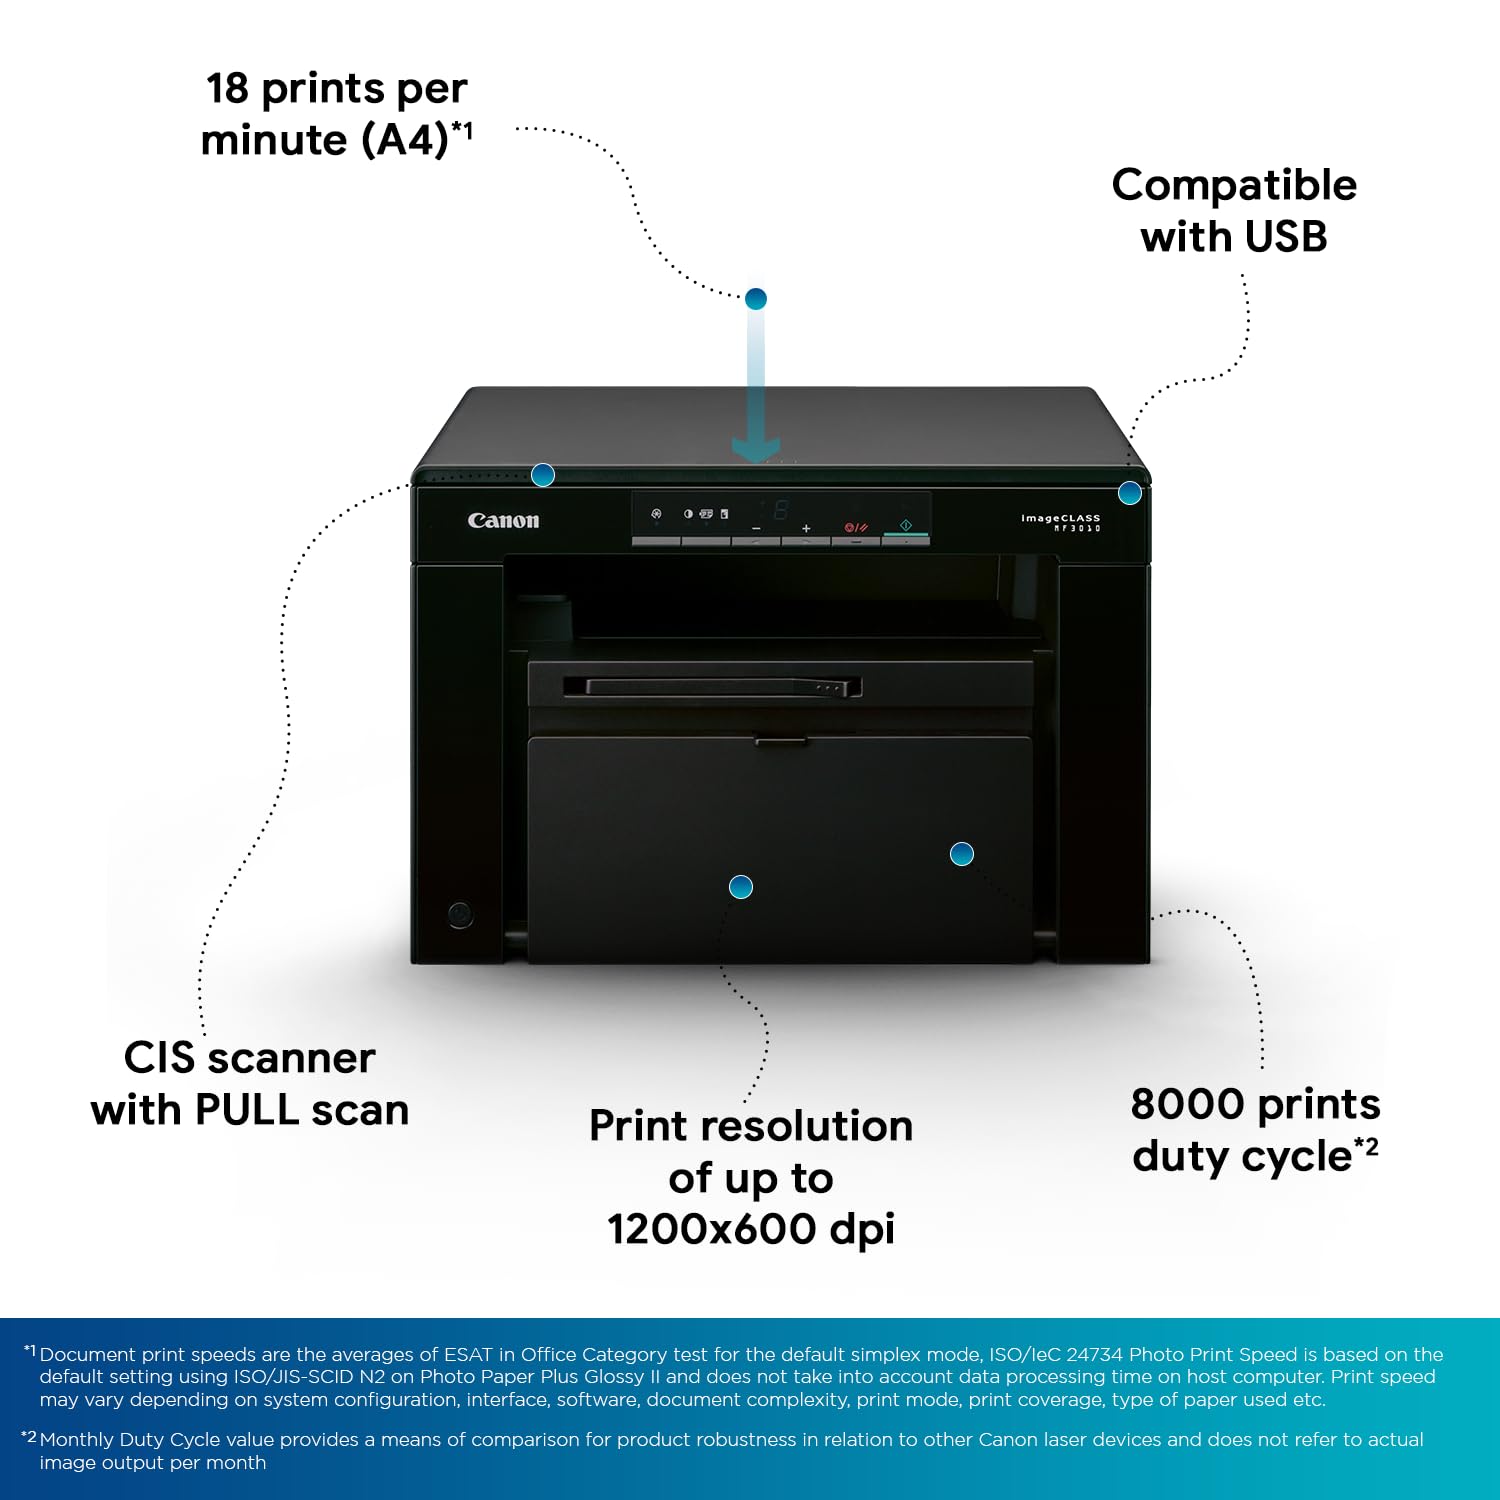 18 prints per
minute (A4)*1
Compatible
with USB
Canon
imageCLASS
MF3010
CIS scanner
with PULL scan
Print resolution
of up to
1200x600 dpi
8000 prints
duty cycle*2
*1 Document print speeds are the averages of ESAT in Office Category test for the default simplex mode, ISO/IeC 24734 Photo Print Speed is based on the
default setting using ISO/JIS-SCID N2 on Photo Paper Plus Glossy II and does not take into account data processing time on host computer. Print speed
may vary depending on system configuration, interface, software, document complexity, print mode, print coverage, type of paper used etc.
*2 Monthly Duty Cycle value provides a means of comparison for product robustness in relation to other Canon laser devices and does not refer to actual
image output per month